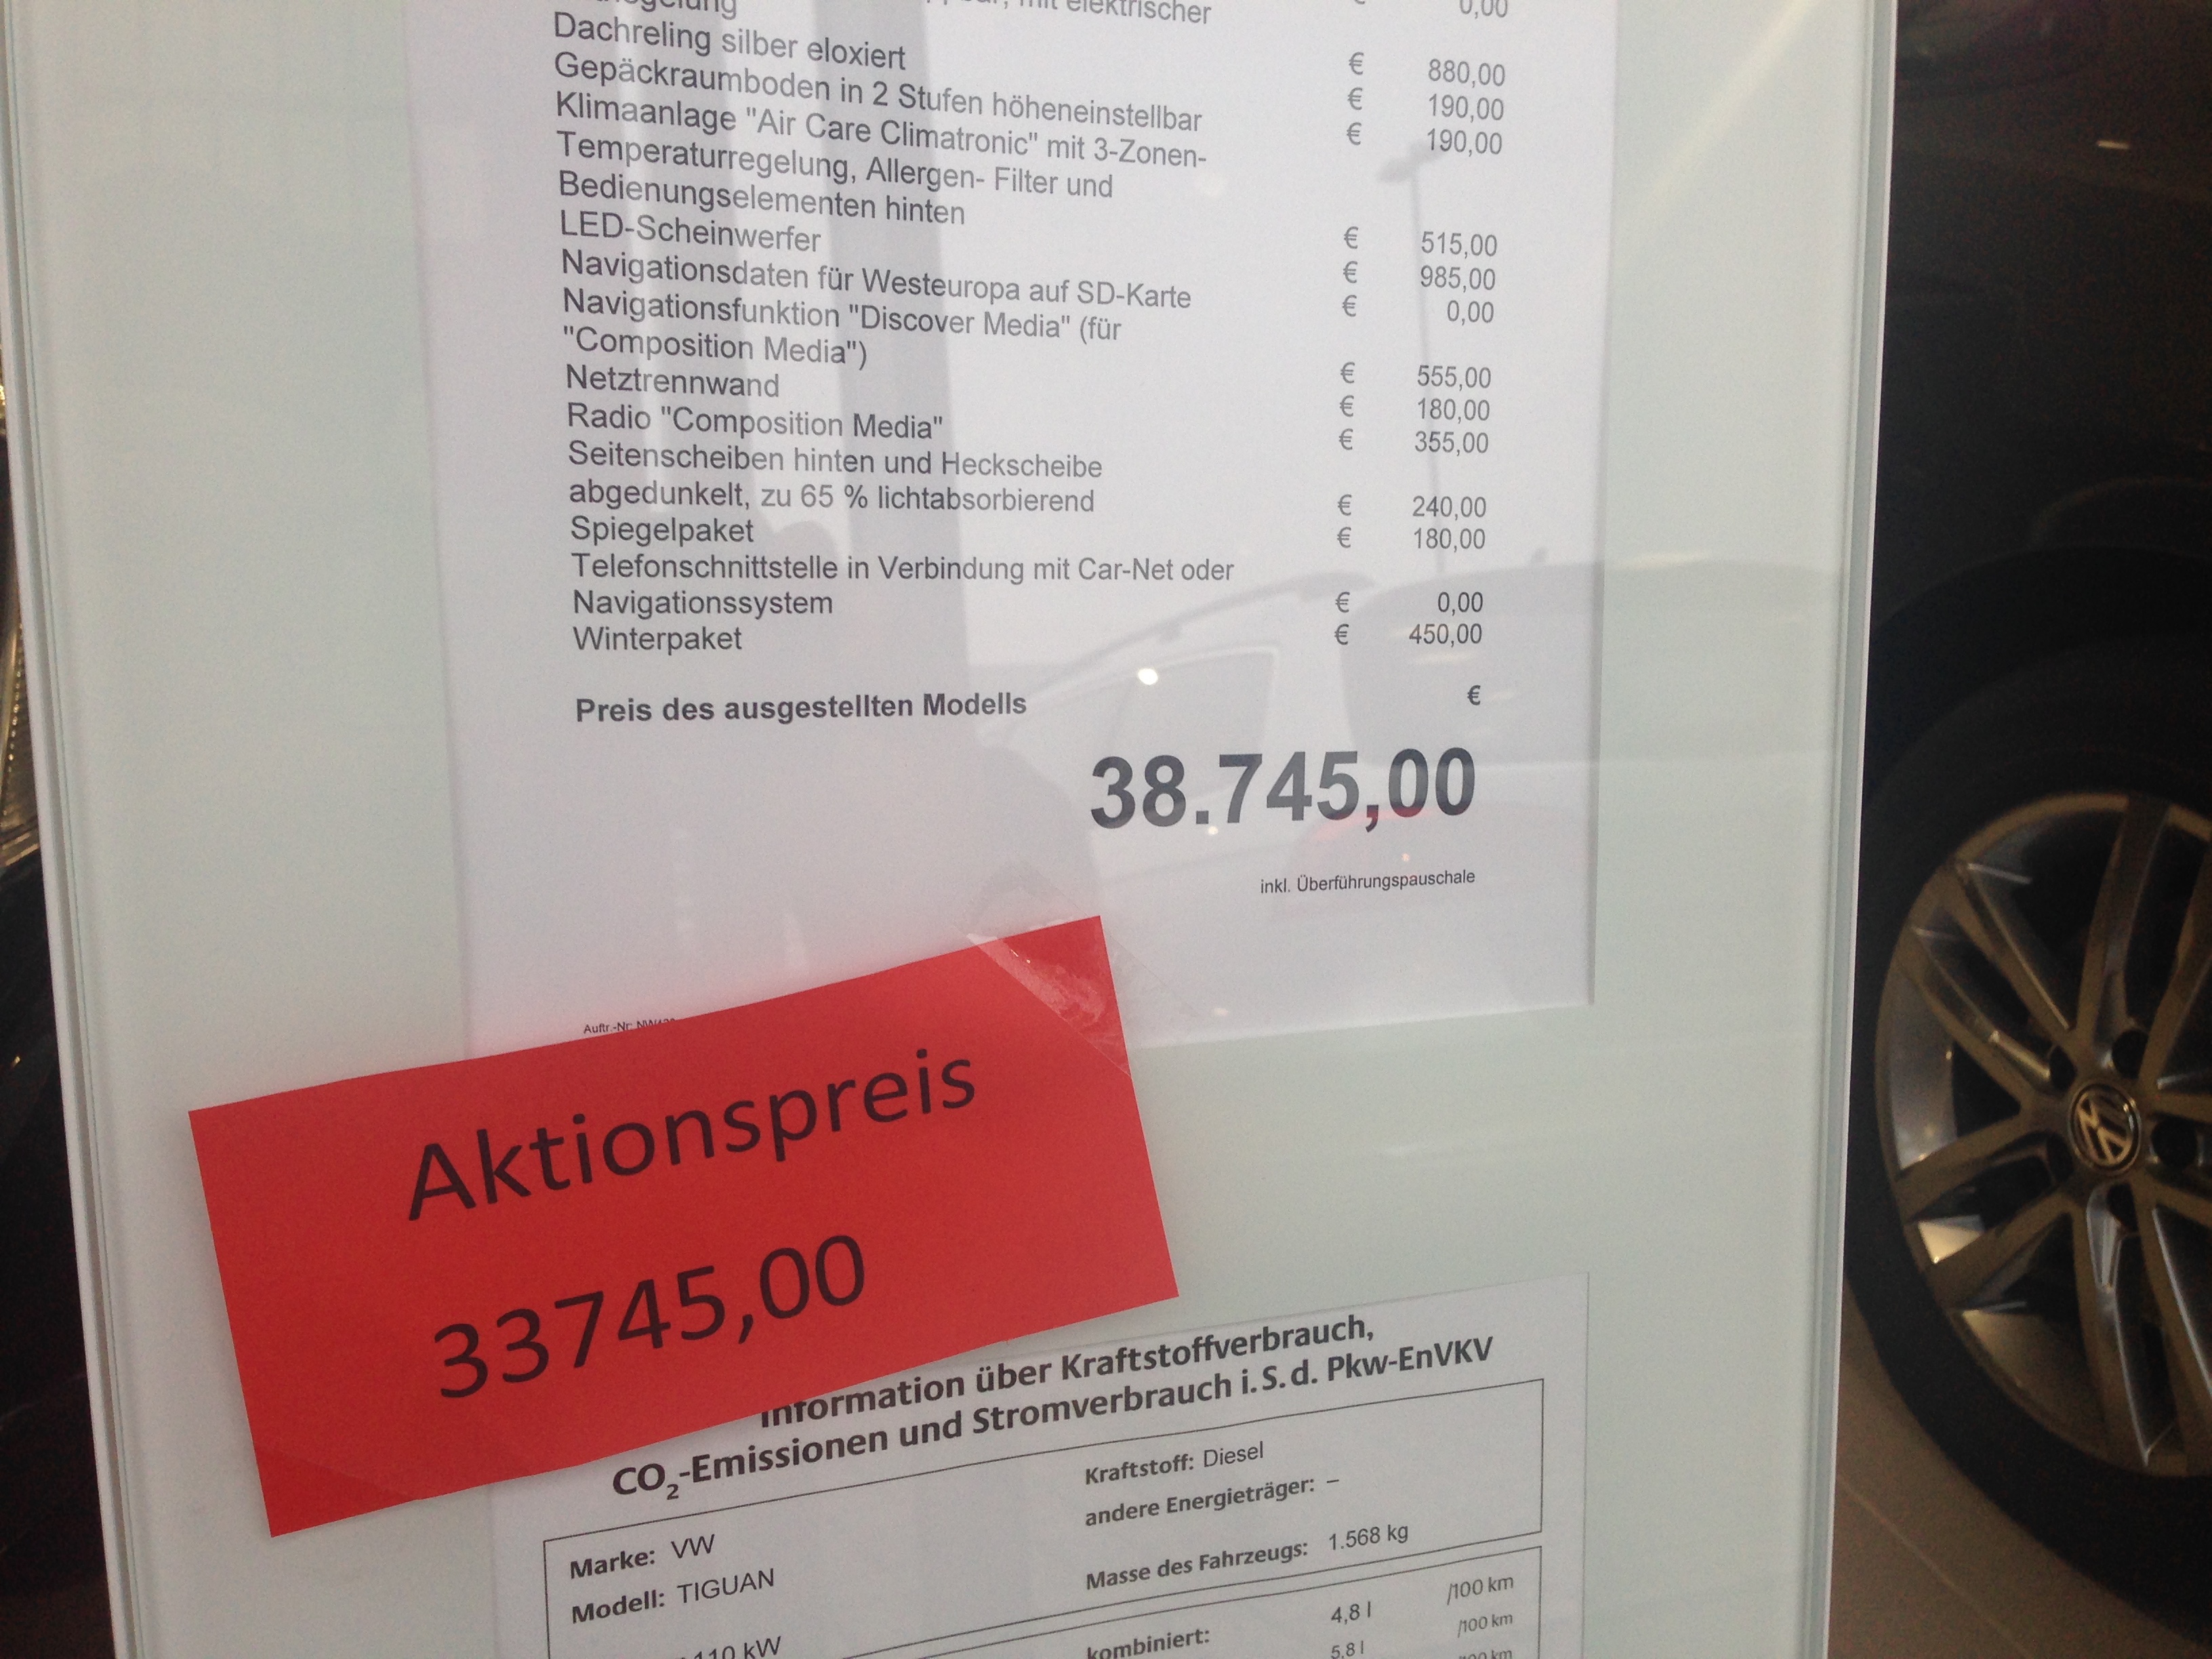 mit elektrischer
€ 0,00
Dachreling silber eloxiert € 880,00
Gepäckraumboden in 2 Stufen höheneinstellbar € 190,00
Klimaanlage "Air Care Climatronic" mit 3-Zonen- € 190,00
Temperaturregelung, Allergen- Filter und
Bedienungselementen hinten € 515,00
LED-Scheinwerfer € 985,00
Navigationsdaten für Westeuropa auf SD-Karte € 0,00
Navigationsfunktion "Discover Media" (für
"Composition Media") € 555,00
Netztrennwand € 180,00
Radio "Composition Media" € 355,00
Seitenscheiben hinten und Heckscheibe
abgedunkelt, zu 65 % lichtabsorbierend € 240,00
Spiegelpaket € 180,00
Telefonschnittstelle in Verbindung mit Car-Net oder
Navigationssystem € 0,00
Winterpaket € 450,00
Preis des ausgestellten Modells €
38.745,00
inkl. Überführungspauschale
Auftr.-Nr:
Aktionspreis
33745,00
Information über Kraftstoffverbrauch,
CO2-Emissionen und Stromverbrauch i. S. d. Pkw-EnVKV
Marke: VW
Modell: TIGUAN
110 kW
Kraftstoff: Diesel
andere Energieträger: –
Masse des Fahrzeugs: 1.568 kg
kombiniert: 4,8 l /100 km
5,8 l /100 km